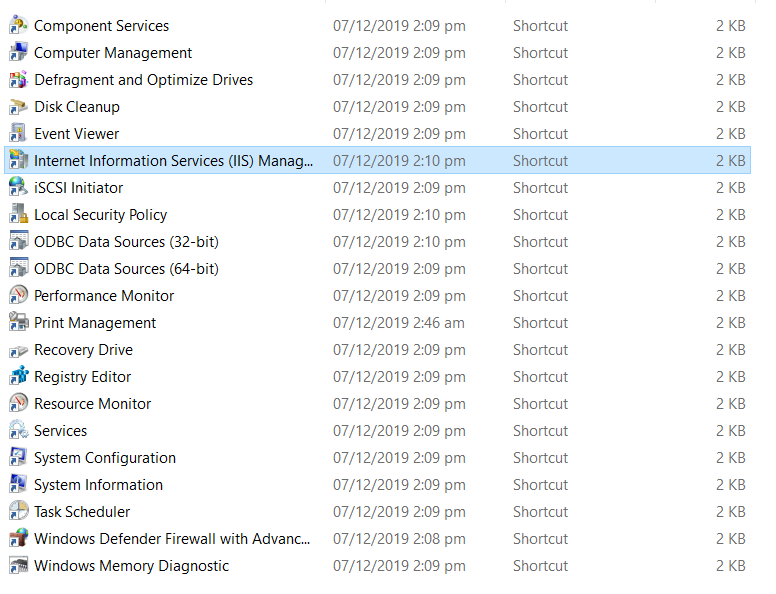 Component Services 07/12/2019 2:09 pm Shortcut 2 KB
Computer Management 07/12/2019 2:09 pm Shortcut 2 KB
Defragment and Optimize Drives 07/12/2019 2:09 pm Shortcut 2 KB
Disk Cleanup 07/12/2019 2:09 pm Shortcut 2 KB
Event Viewer 07/12/2019 2:09 pm Shortcut 2 KB
Internet Information Services (IIS) Manag... 07/12/2019 2:10 pm Shortcut 2 KB
iSCSI Initiator 07/12/2019 2:09 pm Shortcut 2 KB
Local Security Policy 07/12/2019 2:10 pm Shortcut 2 KB
ODBC Data Sources (32-bit) 07/12/2019 2:10 pm Shortcut 2 KB
ODBC Data Sources (64-bit) 07/12/2019 2:09 pm Shortcut 2 KB
Performance Monitor 07/12/2019 2:09 pm Shortcut 2 KB
Print Management 07/12/2019 2:46 am Shortcut 2 KB
Recovery Drive 07/12/2019 2:09 pm Shortcut 2 KB
Registry Editor 07/12/2019 2:09 pm Shortcut 2 KB
Resource Monitor 07/12/2019 2:09 pm Shortcut 2 KB
Services 07/12/2019 2:09 pm Shortcut 2 KB
System Configuration 07/12/2019 2:09 pm Shortcut 2 KB
System Information 07/12/2019 2:09 pm Shortcut 2 KB
Task Scheduler 07/12/2019 2:09 pm Shortcut 2 KB
Windows Defender Firewall with Advanc... 07/12/2019 2:08 pm Shortcut 2 KB
Windows Memory Diagnostic 07/12/2019 2:09 pm Shortcut 2 KB